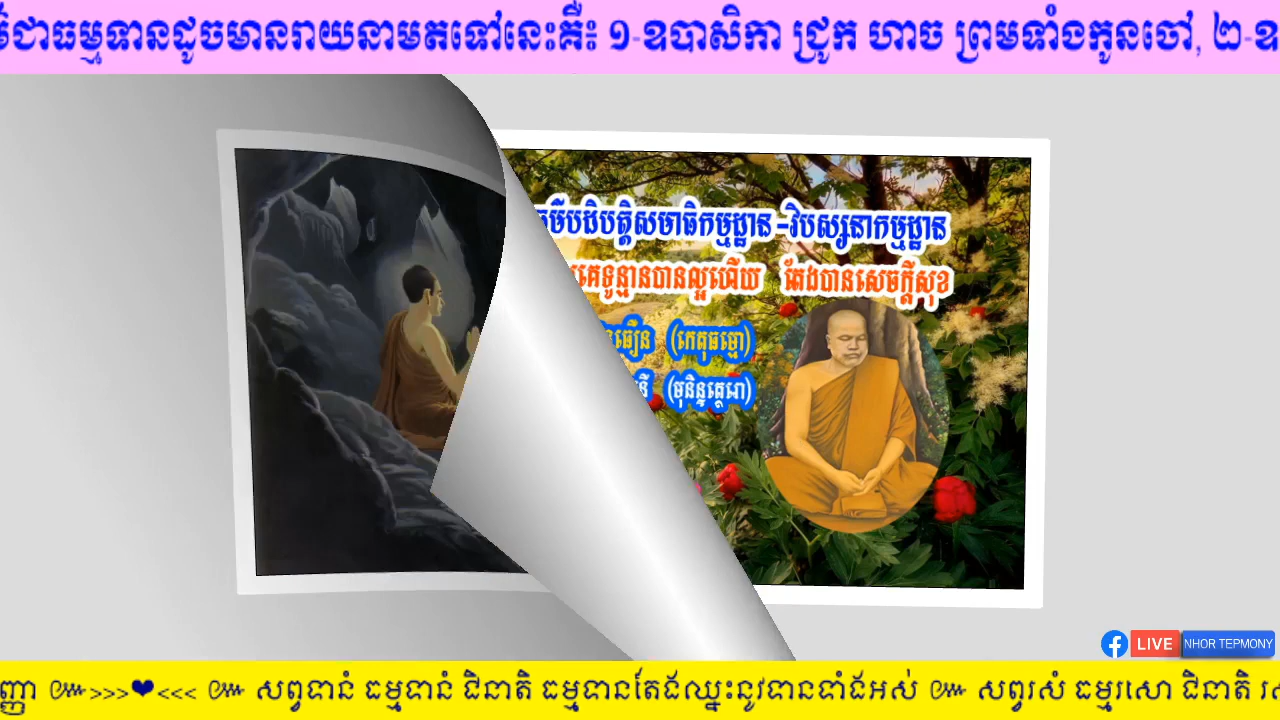 ជាធម្មទានដូចមានរាយនាមតទៅនេះគឺ៖ ១-ឧបាសិកា ជ្រូក ហាច ព្រមទាំងកូនចៅ, ២-ឧ
បដិបត្តិសមាធិកម្មដ្ឋាន -វិបស្សនាកម្មដ្ឋាន
គេទូន្មានបានល្អហើយ តែងបានសេចក្តីសុខ
ធឿន (កេតុធម្មោ)
នី (មុនិន្ទត្ថេរោ)
LIVE
NHOR TEPMONY
ញ្ញា ៚>>>❤<<< ៚ សព្វទានំ ធម្មទានំ ជិនាតិ ធម្មទានតែងឈ្នះនូវទានទាំងអស់ ៚ សព្វរសំ ធម្មរសោ ជិនាតិ